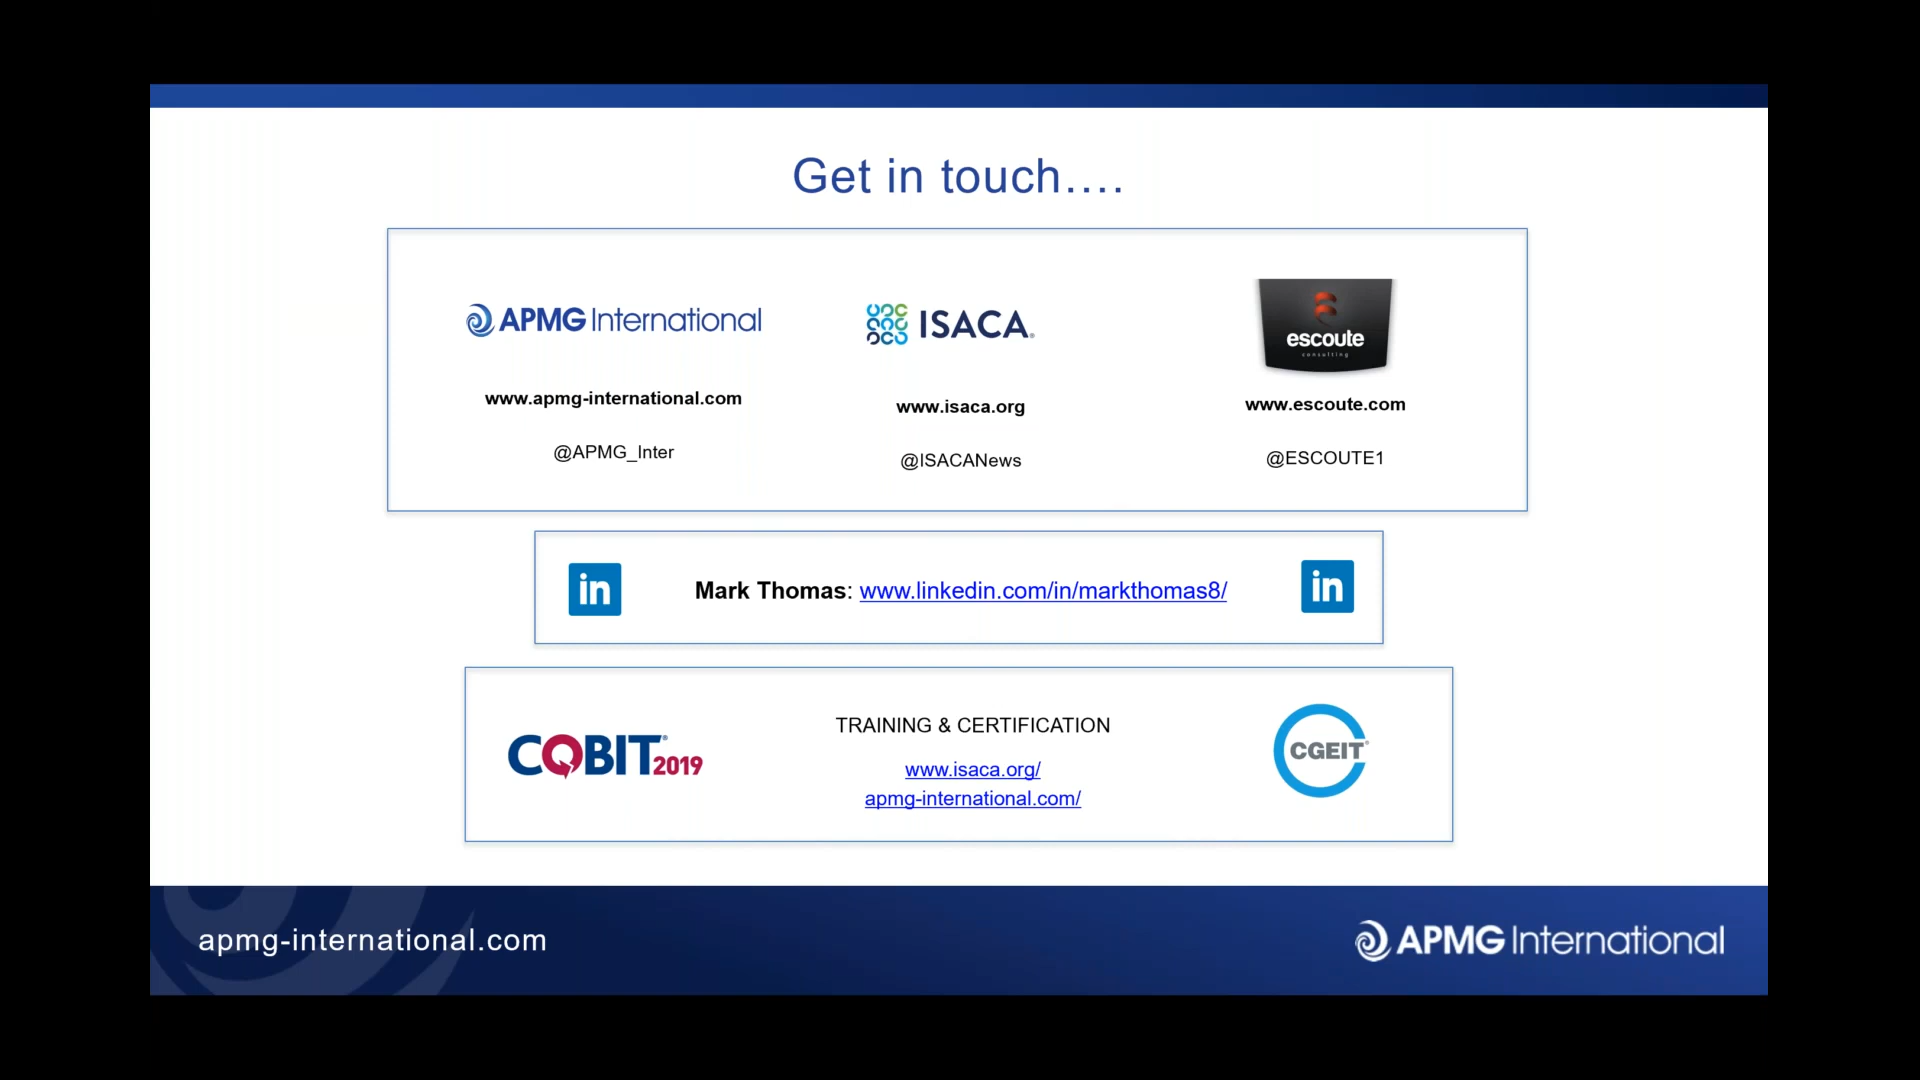 Get in touch....
APMG International
ISACA®
escoute
consulting
www.apmg-international.com
www.isaca.org
www.escoute.com
@APMG_Inter
@ISACANews
@ESCOUTE1
in
Mark Thomas: www.linkedin.com/in/markthomas8/
in
COBIT® 2019
TRAINING & CERTIFICATION
www.isaca.org/
apmg-international.com/
CGEIT®
apmg-international.com
APMG International